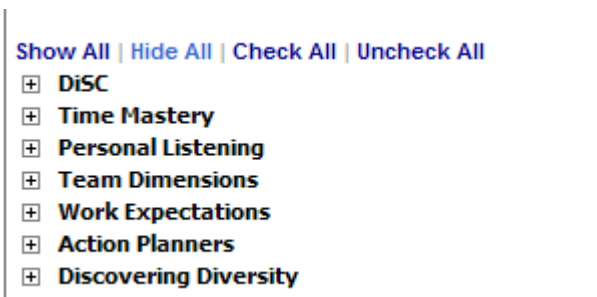 Show All | Hide All | Check All | Uncheck All
DiSC
Time Mastery
Personal Listening
Team Dimensions
Work Expectations
Action Planners
Discovering Diversity